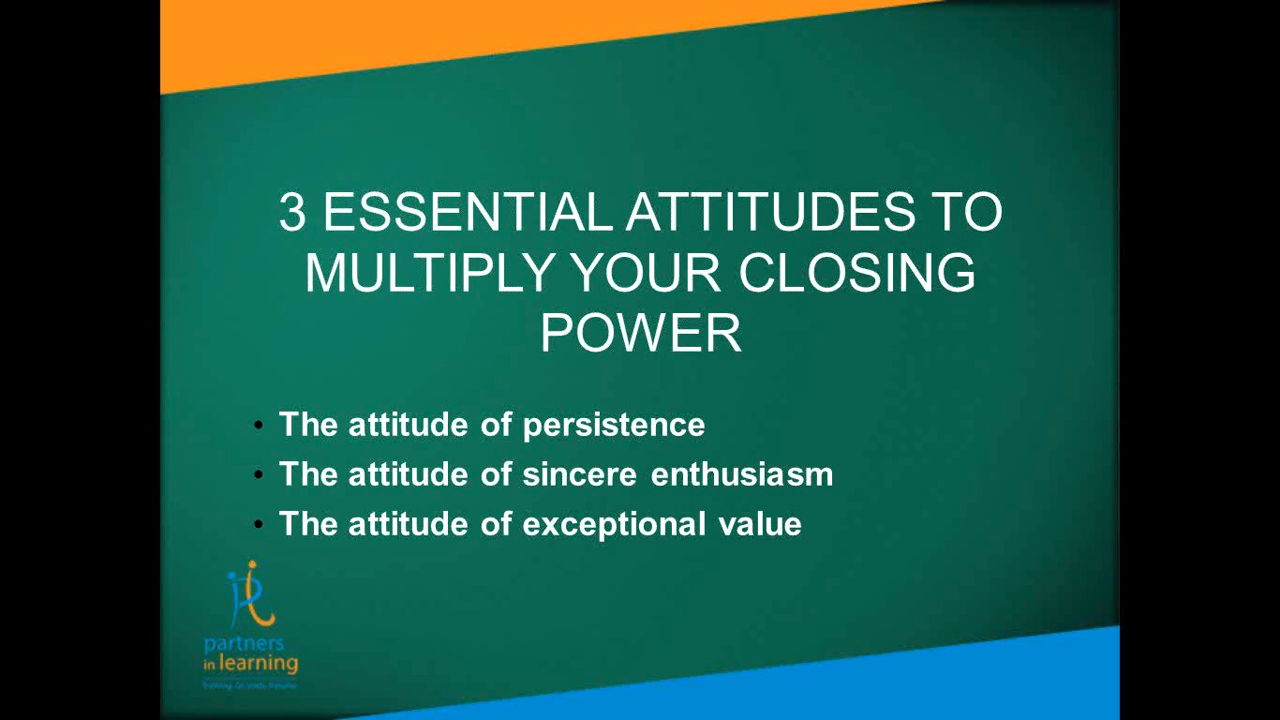 3 ESSENTIAL ATTITUDES TO
MULTIPLY YOUR CLOSING
POWER
• The attitude of persistence
• The attitude of sincere enthusiasm
• The attitude of exceptional value
partners
in learning